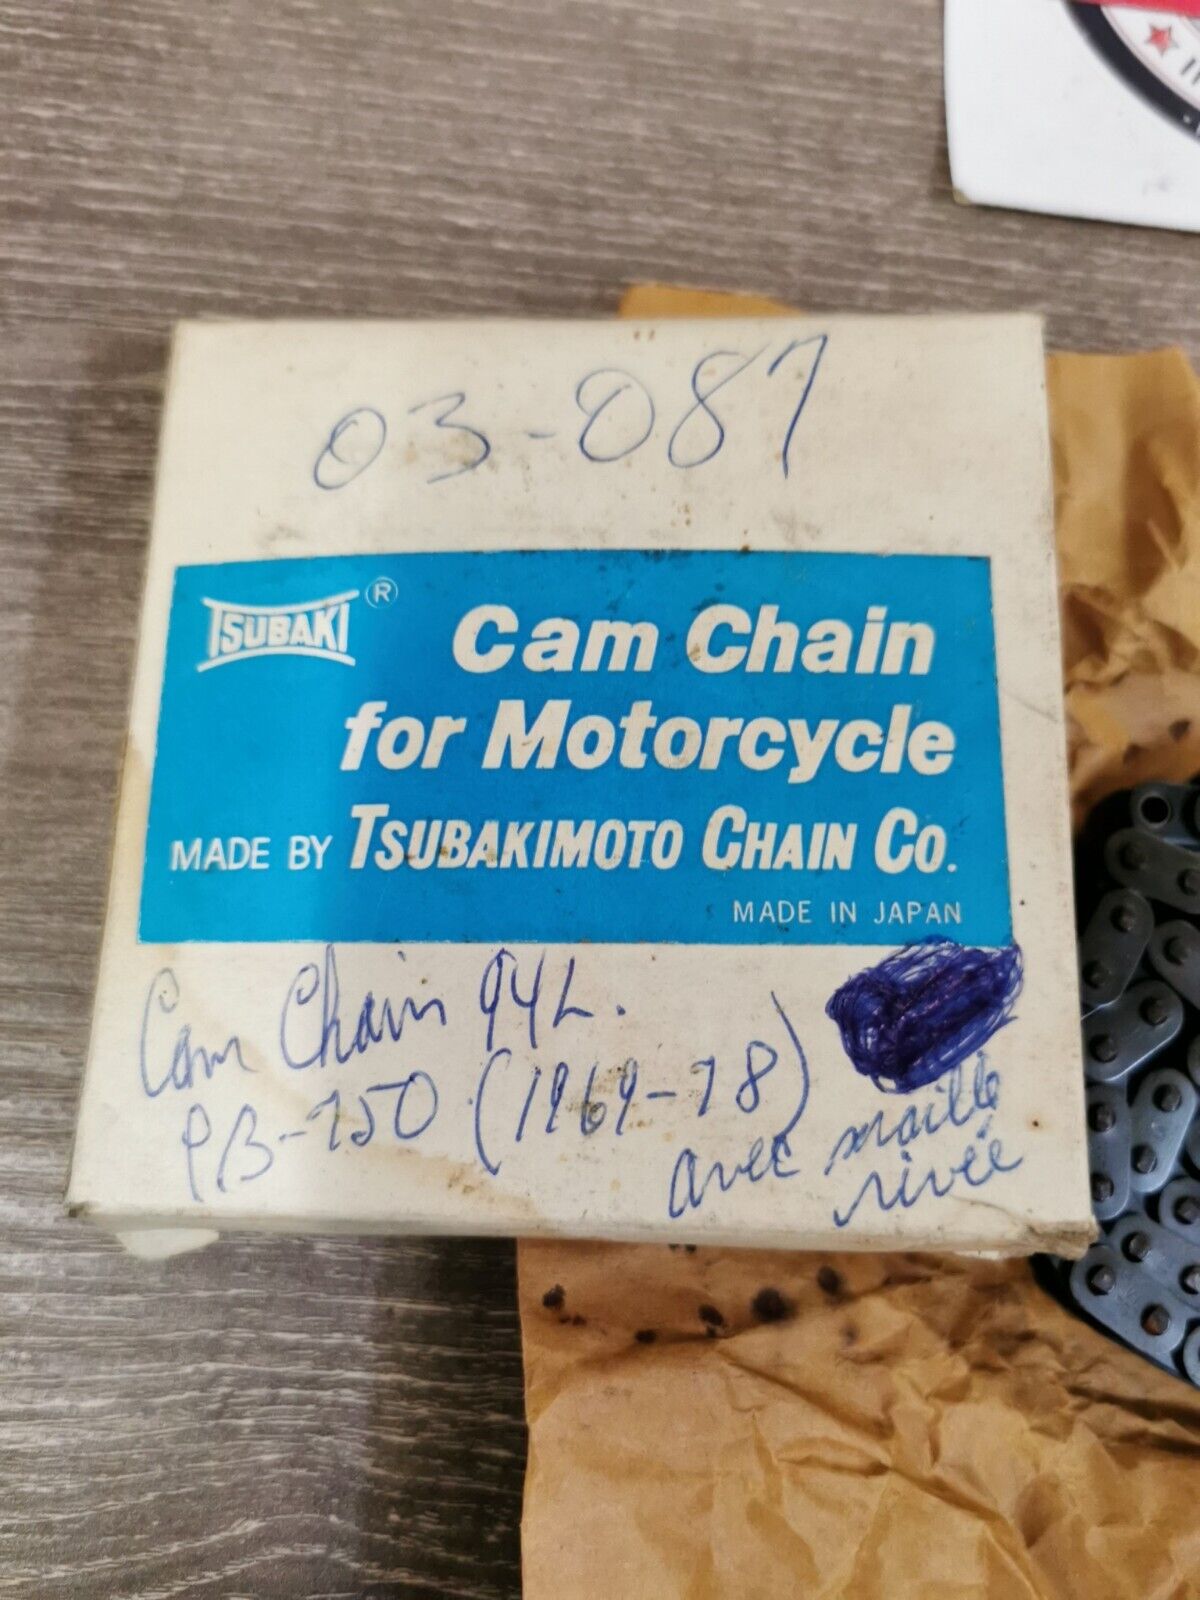 03-087
TSUBAKI ®
Cam Chain
for Motorcycle
MADE BY TSUBAKIMOTO CHAIN CO.
MADE IN JAPAN
Cam Chain 94L.
PB-750 (1969-78)
avec maille
rivée